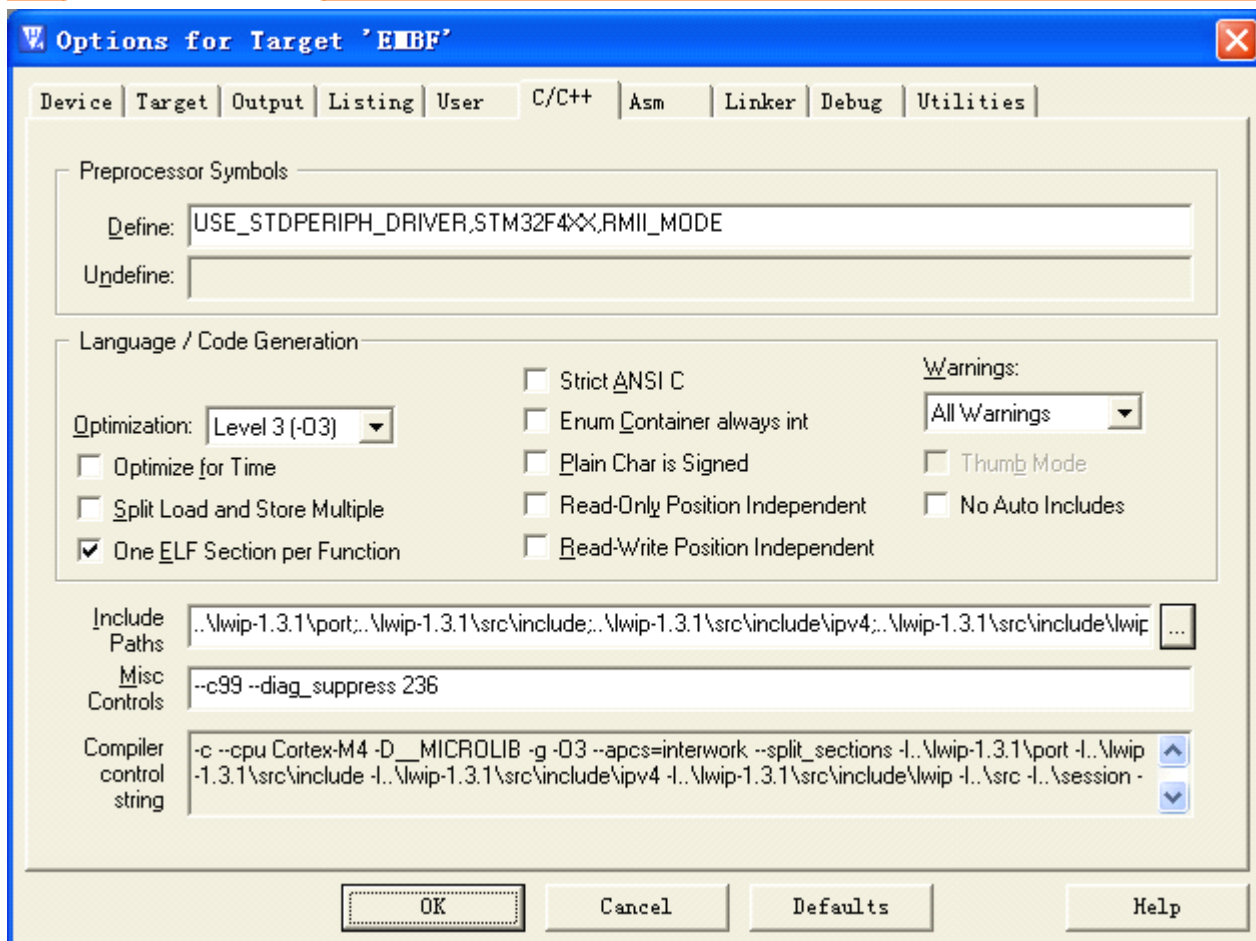 Options for Target 'EMBF'
Device Target Output Listing User C/C++ Asm Linker Debug Utilities
Preprocessor Symbols
Define: USE_STDPERIPH_DRIVER,STM32F4XX,RMII_MODE
Undefine:
Language / Code Generation
Optimization: Level 3 (-O3)
Optimize for Time
Split Load and Store Multiple
One ELF Section per Function
Strict ANSI C
Enum Container always int
Plain Char is Signed
Read-Only Position Independent
Read-Write Position Independent
Warnings:
All Warnings
Thumb Mode
No Auto Includes
Include Paths
..\lwip-1.3.1\port;..\lwip-1.3.1\src\include;..\lwip-1.3.1\src\include\ipv4;..\lwip-1.3.1\src\include\lwip
...
Misc Controls
--c99 --diag_suppress 236
Compiler control string
-c --cpu Cortex-M4 -D__MICROLIB -g -O3 --apcs=interwork --split_sections -I..\lwip-1.3.1\port -I..\lwip
-1.3.1\src\include -I..\lwip-1.3.1\src\include\ipv4 -I..\lwip-1.3.1\src\include\lwip -I..\src -I..\session -
OK Cancel Defaults Help